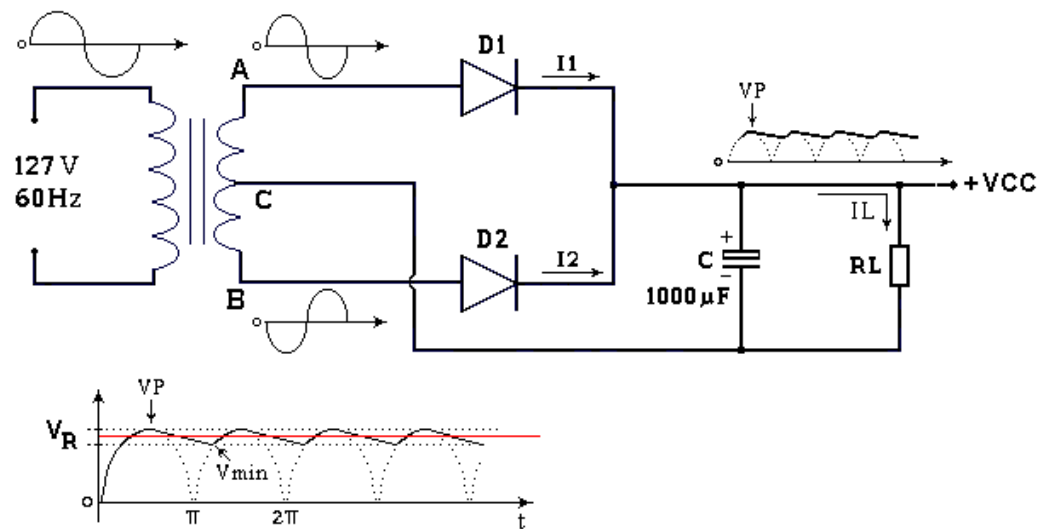 D1
A
I1
VP
127 V
60Hz
C
+VCC
IL
D2
+
C
RL
I2
1000 µF
B
VP
VR
Vmin
π
2π
t
o
o
o
o
o